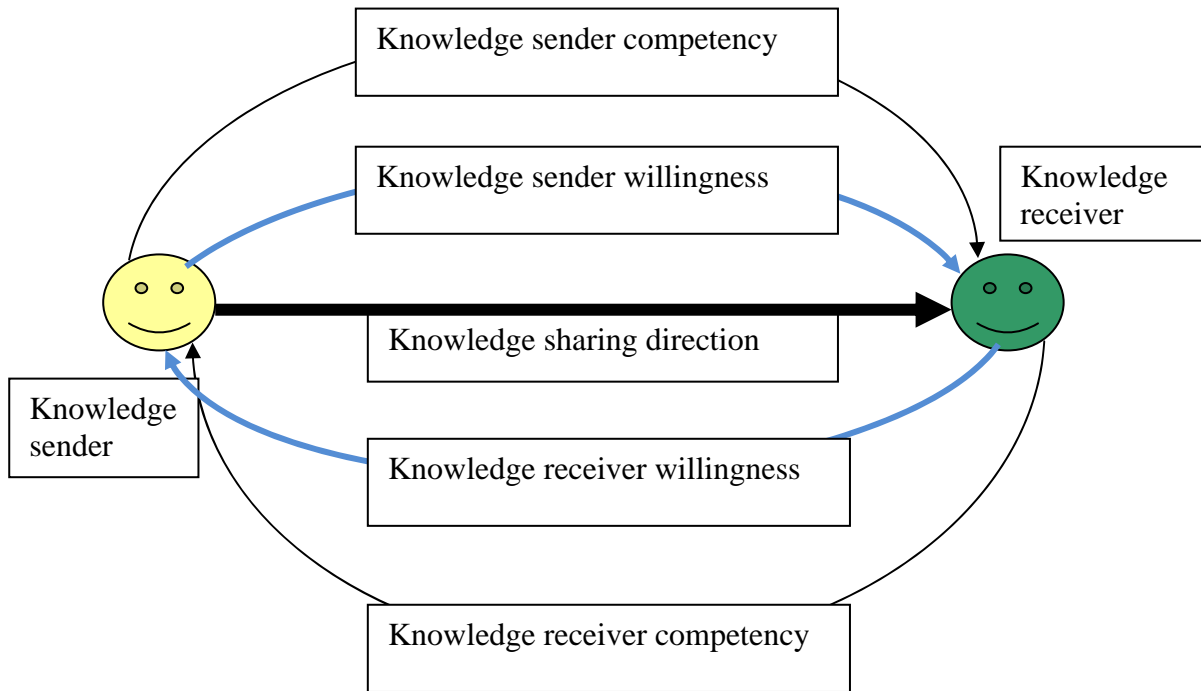 Knowledge sender competency
Knowledge sender willingness
Knowledge
receiver
Knowledge sharing direction
Knowledge
sender
Knowledge receiver willingness
Knowledge receiver competency